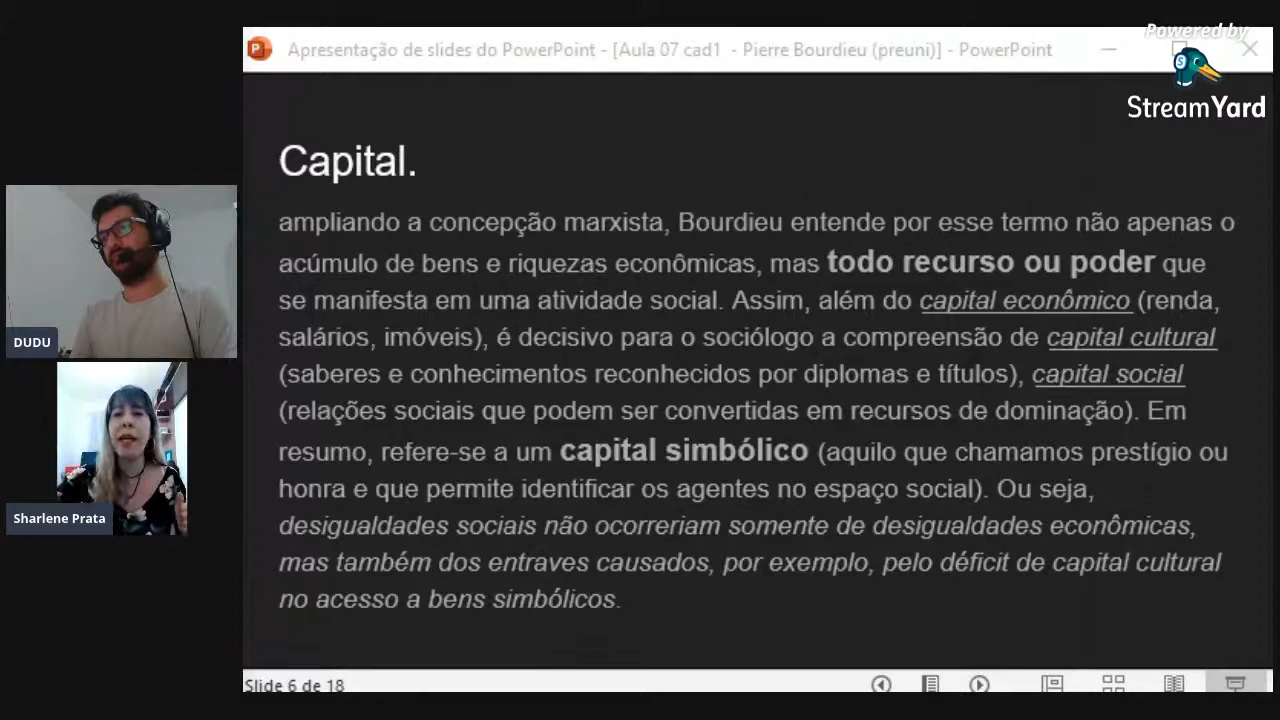 Apresentação de slides do PowerPoint - [Aula 07 cad1 - Pierre Bourdieu (preuni)] - PowerPoint
Powered by
StreamYard
Capital.
ampliando a concepção marxista, Bourdieu entende por esse termo não apenas o
acúmulo de bens e riquezas econômicas, mas todo recurso ou poder que
se manifesta em uma atividade social. Assim, além do capital econômico (renda,
salários, imóveis), é decisivo para o sociólogo a compreensão de capital cultural
(saberes e conhecimentos reconhecidos por diplomas e títulos), capital social
(relações sociais que podem ser convertidas em recursos de dominação). Em
resumo, refere-se a um capital simbólico (aquilo que chamamos prestígio ou
honra e que permite identificar os agentes no espaço social). Ou seja,
desigualdades sociais não ocorreriam somente de desigualdades econômicas,
mas também dos entraves causados, por exemplo, pelo déficit de capital cultural
no acesso a bens simbólicos.
DUDU
Sharlene Prata
Slide 6 de 18